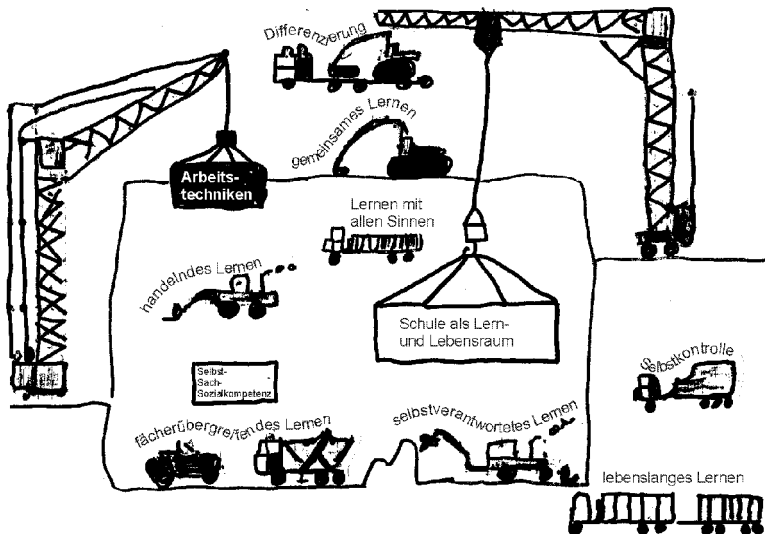 Differenzierung
gemeinsames Lernen
Arbeits-
techniken
Lernen mit
allen Sinnen
handelndes Lernen
Schule als Lern-
und Lebensraum
Selbst-
Sach-
Sozialkompetenz
Selbstkontrolle
fächerübergreifendes Lernen
selbstverantwortetes Lernen
lebenslanges Lernen